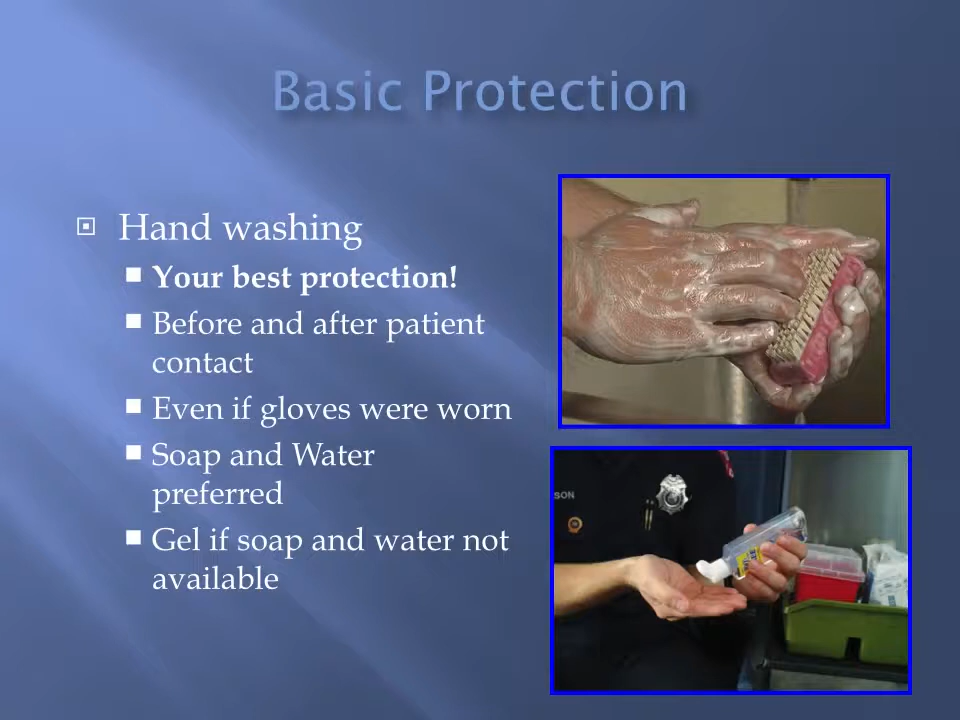 Basic Protection
Hand washing
Your best protection!
Before and after patient
contact
Even if gloves were worn
Soap and Water
preferred
Gel if soap and water not
available
SON